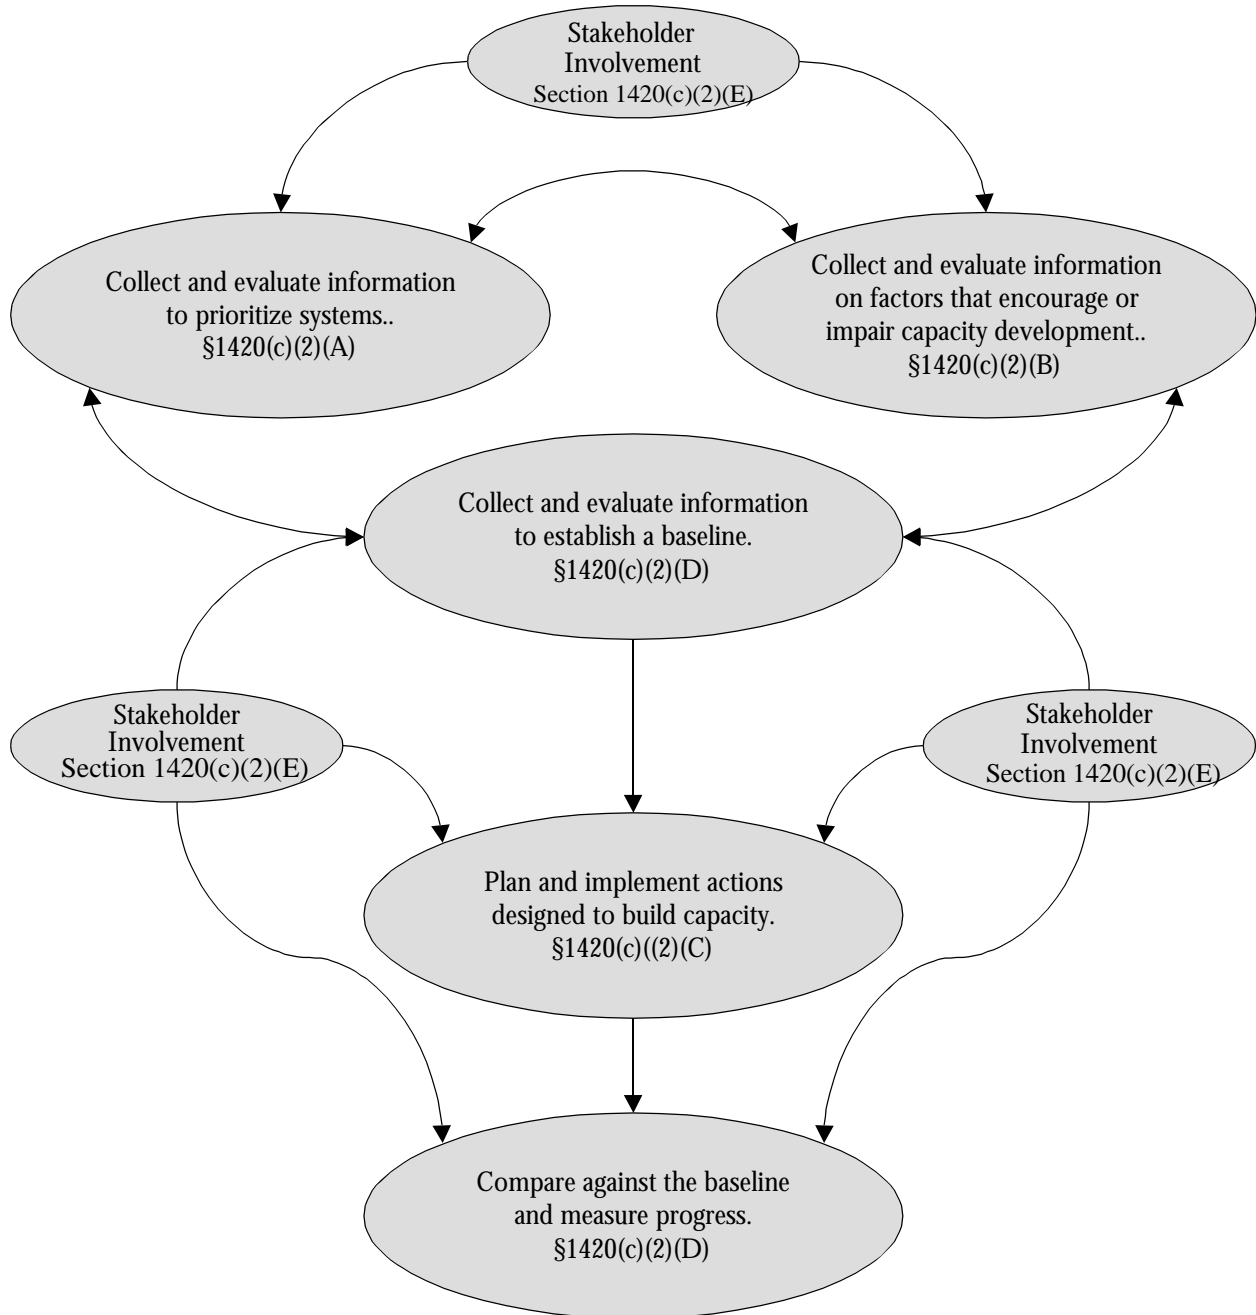 Stakeholder
Involvement
Section 1420(c)(2)(E)
Collect and evaluate information
to prioritize systems..
§1420(c)(2)(A)
Collect and evaluate information
on factors that encourage or
impair capacity development..
§1420(c)(2)(B)
Collect and evaluate information
to establish a baseline.
§1420(c)(2)(D)
Stakeholder
Involvement
Section 1420(c)(2)(E)
Stakeholder
Involvement
Section 1420(c)(2)(E)
Plan and implement actions
designed to build capacity.
§1420(c)((2)(C)
Compare against the baseline
and measure progress.
§1420(c)(2)(D)